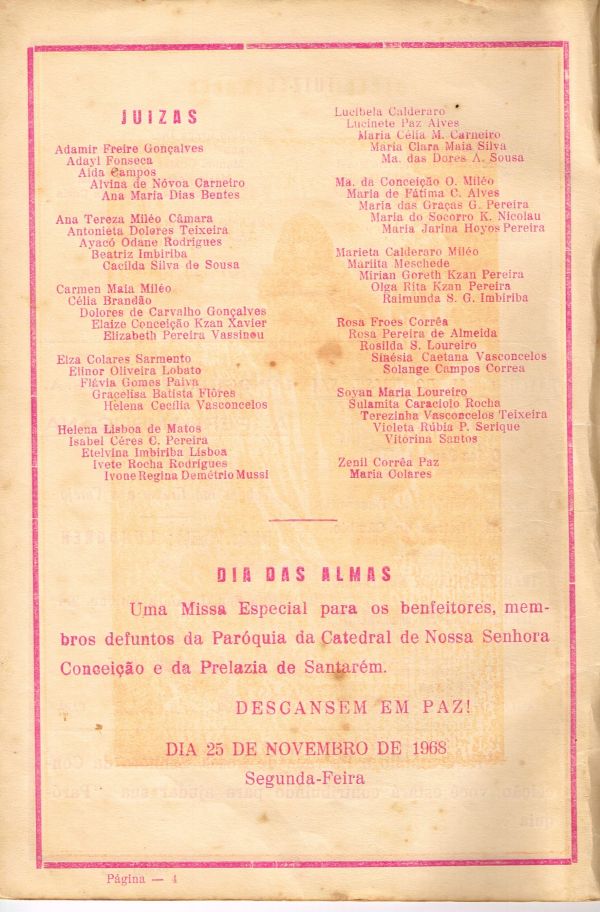 JUIZAS
Adamir Freire Gonçalves
Adayl Fonseca
Aida Campos
Alvina de Nóvoa Carneiro
Ana Maria Dias Bentes
Ana Tereza Miléo Câmara
Antonieta Dolores Teixeira
Ayacó Odane Rodrigues
Beatriz Imbiriba
Cacilda Silva de Sousa
Carmen Maia Miléo
Célia Brandão
Dolores de Carvalho Gonçalves
Elaize Conceição Kzan Xavier
Elizabeth Pereira Vassinou
Elza Colares Sarmento
Elinor Oliveira Lobato
Flávia Gomes Paiva
Gracelisa Batista Flôres
Helena Cecília Vasconcelos
Helena Lisboa de Matos
Isabel Céres C. Pereira
Etelvina Imbiriba Lisboa
Ivete Rocha Rodrigues
Ivone Regina Demétrio Mussi
Lucibela Calderaro
Lucinete Paz Alves
Maria Célia M. Carneiro
Maria Clara Maia Silva
Ma. das Dores A. Sousa
Ma. da Conceição O. Miléo
Maria de Fátima C. Alves
Maria das Graças G. Pereira
Maria do Socorro K. Nicolau
Maria Jarina Hoyos Pereira
Marieta Calderaro Miléo
Mariita Meschede
Mirian Goreth Kzan Pereira
Olga Rita Kzan Pereira
Raimunda S. G. Imbiriba
Rosa Froes Corrêa
Rosa Pereira de Almeida
Rosilda S. Loureiro
Sinésia Caetana Vasconcelos
Solange Campos Correa
Soyan Maria Loureiro
Sulamita Caraciolo Rocha
Terezinha Vasconcelos Teixeira
Violeta Rúbia P. Serique
Vitorina Santos
Zenil Corrêa Paz
Maria Colares
DIA DAS ALMAS
Uma Missa Especial para os benfeitores, mem-
bros defuntos da Paróquia da Catedral de Nossa Senhora
Conceição e da Prelazia de Santarém.
DESCANSEM EM PAZ!
DIA 25 DE NOVEMBRO DE 1968
Segunda-Feira
Página — 4